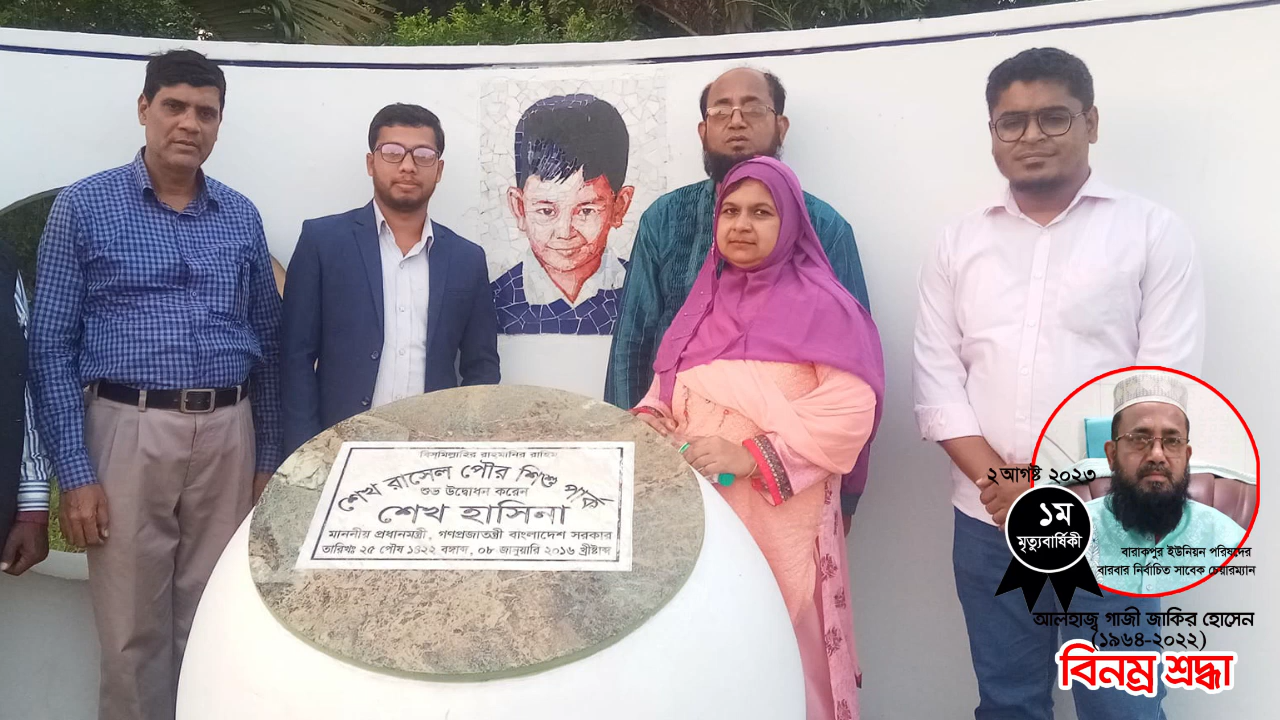 বিসমিল্লাহির রাহমানির রাহিম
শেখ রাসেল পৌর শিশু পার্ক
শুভ উদ্বোধন করেন
শেখ হাসিনা
মাননীয় প্রধানমন্ত্রী, গণপ্রজাতন্ত্রী বাংলাদেশ সরকার
তারিখঃ ২৫ পৌষ ১৪২২ বঙ্গাব্দ, ০৮ জানুয়ারি ২০১৬ খ্রীষ্টাব্দ
২ আগষ্ট ২০২৩
১ম
মৃত্যুবার্ষিকী
বারাকপুর ইউনিয়ন পরিষদের
বারবার নির্বাচিত সাবেক চেয়ারম্যান
আলহাজ্ব গাজী জাকির হোসেন
(১৯৬৪-২০২২)
বিনম্র শ্রদ্ধা